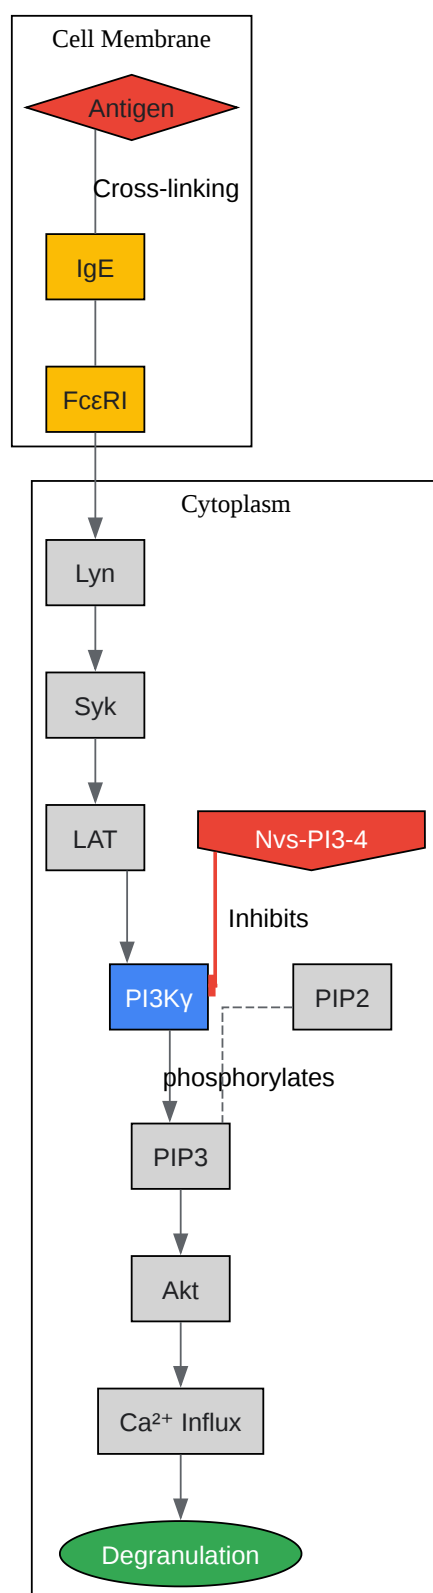 Cell Membrane
Antigen
Cross-linking
IgE
FcεRI
Cytoplasm
Lyn
Syk
LAT
Nvs-PI3-4
Inhibits
PI3Kγ
PIP2
phosphorylates
PIP3
Akt
Ca²⁺ Influx
Degranulation